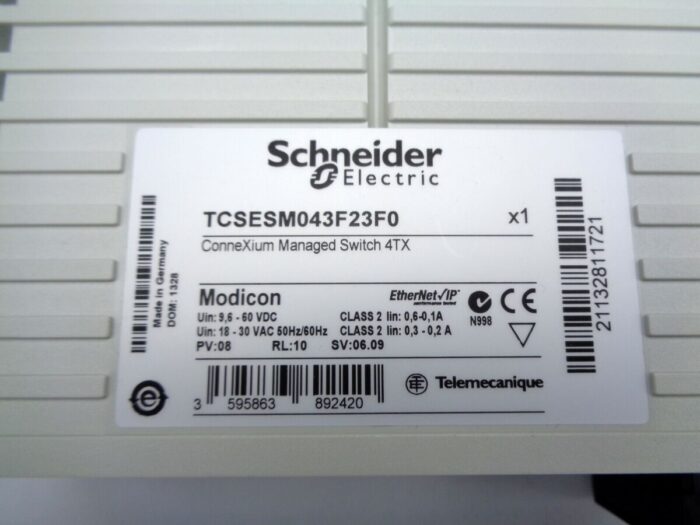 Schneider
Electric
TCSESM043F23F0 x1
ConneXium Managed Switch 4TX
Modicon
EtherNet/IP
Uin: 9,6 - 60 VDC CLASS 2 Iin: 0,6-0,1A
Uin: 18 - 30 VAC 50Hz/60Hz CLASS 2 Iin: 0,3 - 0,2 A
PV:08 RL:10 SV:06.09
N998
CE
3 595863 892420
Telemecanique
Made in Germany
DOM: 1328
21132811721
e